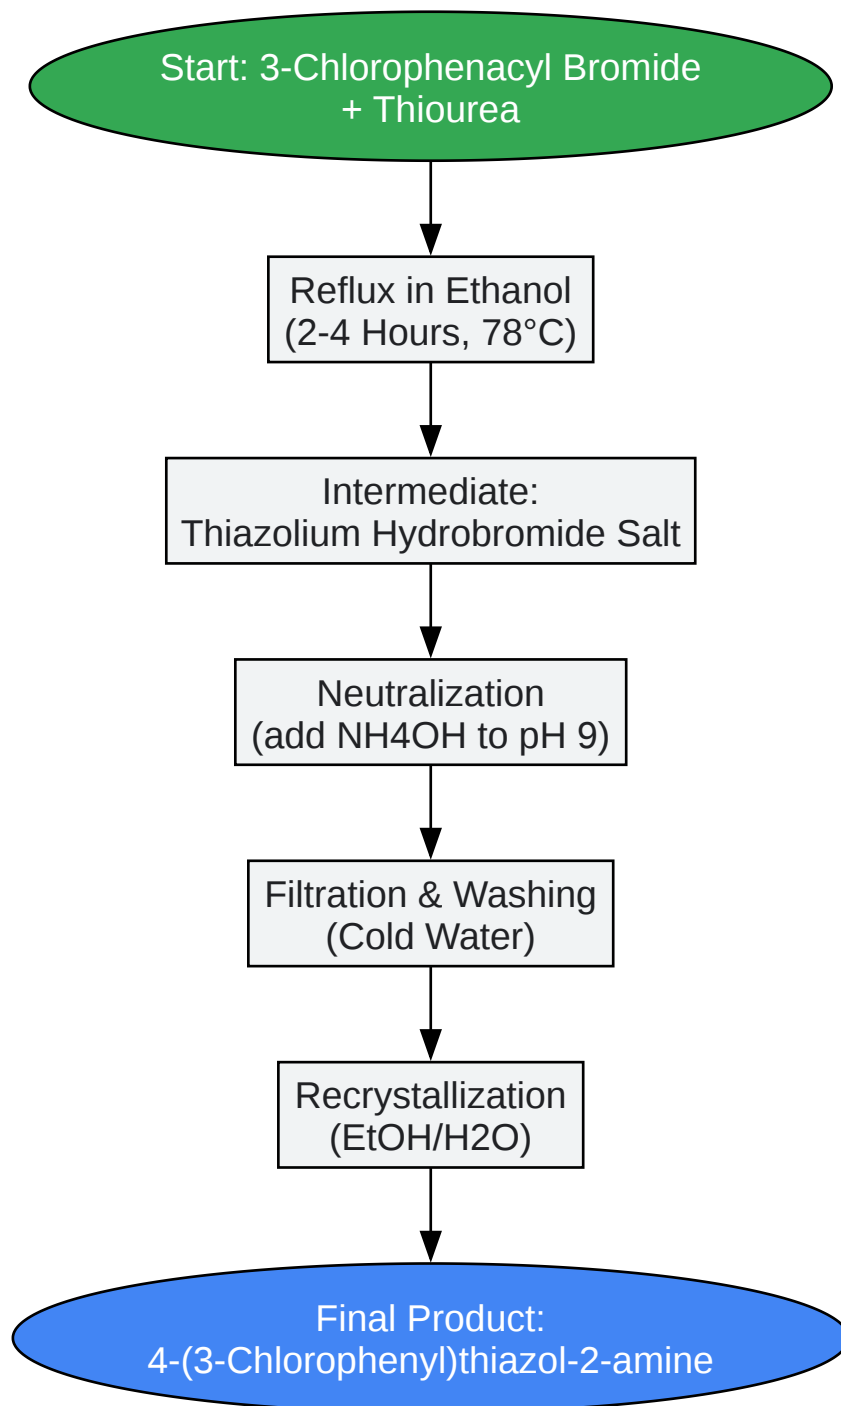 Start: 3-Chlorophenacyl Bromide
+ Thiourea
Reflux in Ethanol
(2-4 Hours, 78°C)
Intermediate:
Thiazolium Hydrobromide Salt
Neutralization
(add NH4OH to pH 9)
Filtration & Washing
(Cold Water)
Recrystallization
(EtOH/H2O)
Final Product:
4-(3-Chlorophenyl)thiazol-2-amine